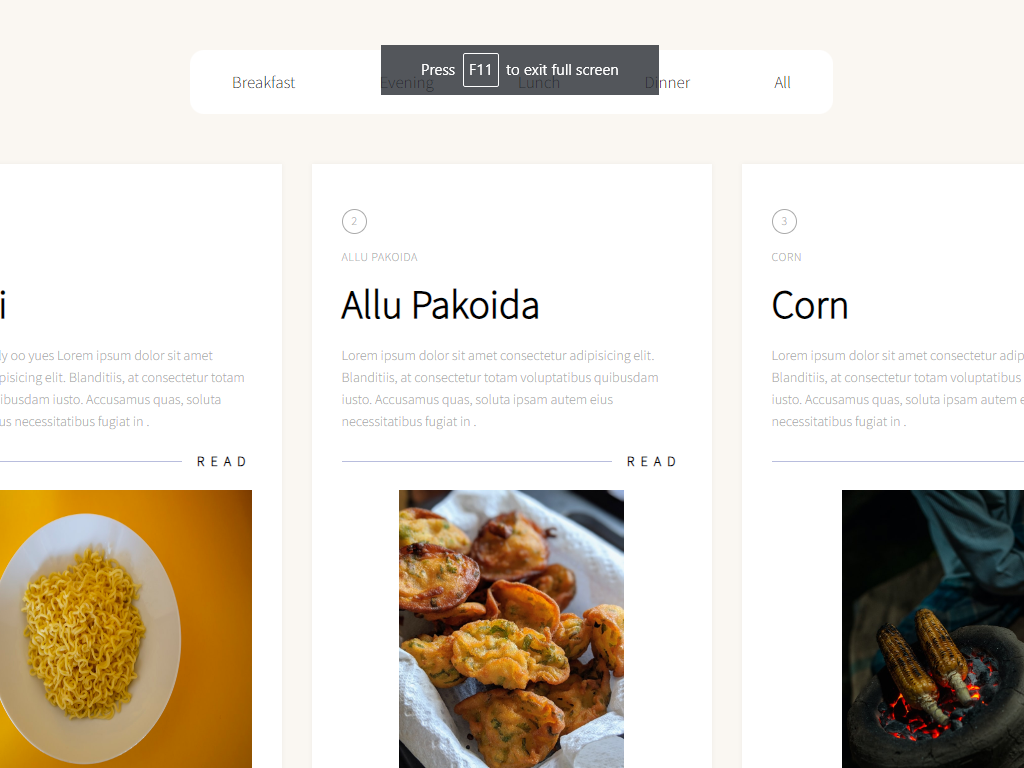 Press F11 to exit full screen
Breakfast Evening Lunch Dinner All
i
ly oo yues Lorem ipsum dolor sit amet
pisicing elit. Blanditiis, at consectetur totam
ibusdam iusto. Accusamus quas, soluta
us necessitatibus fugiat in .
READ
2
ALLU PAKOIDA
Allu Pakoida
Lorem ipsum dolor sit amet consectetur adipisicing elit.
Blanditiis, at consectetur totam voluptatibus quibusdam
iusto. Accusamus quas, soluta ipsam autem eius
necessitatibus fugiat in .
READ
3
CORN
Corn
Lorem ipsum dolor sit amet consectetur adip
Blanditiis, at consectetur totam voluptatibus
iusto. Accusamus quas, soluta ipsam autem e
necessitatibus fugiat in .